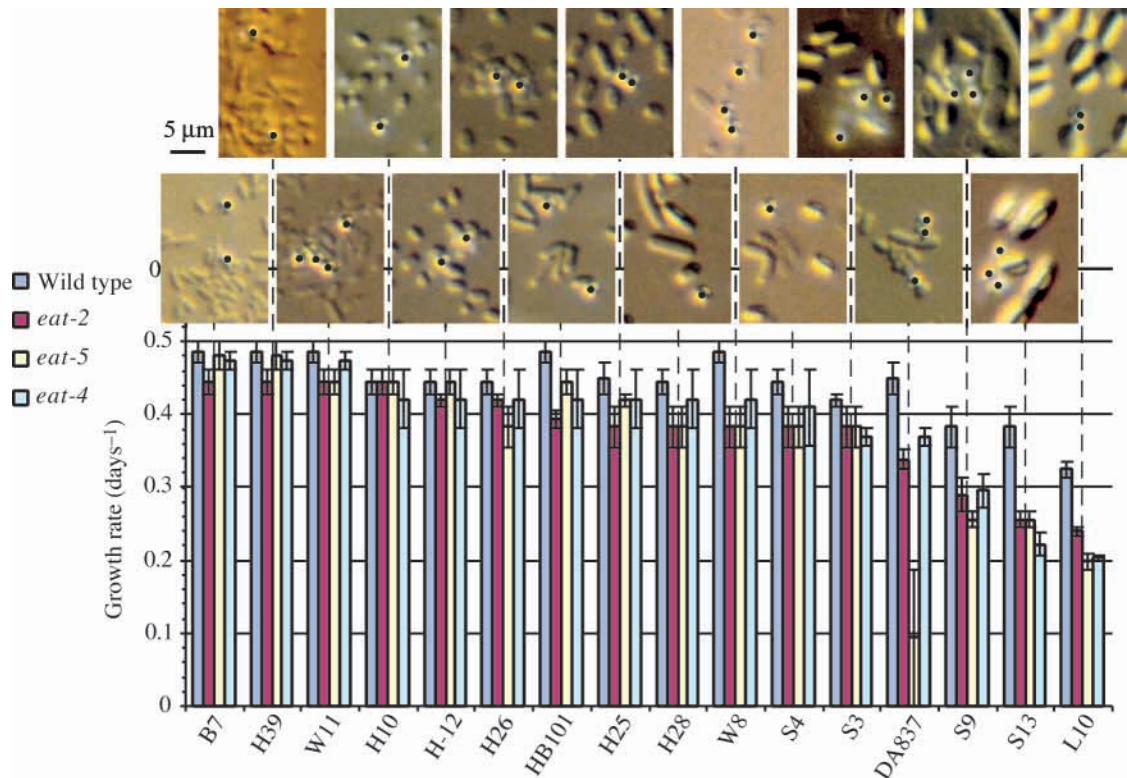 5 μm
0
Wild type
eat-2
eat-5
eat-4
Growth rate (days⁻¹)
0.5
0.4
0.3
0.2
0.1
0
B7
H39
W11
H10
H-12
H26
HB101
H25
H28
W8
S4
S3
DA837
S9
S13
L10